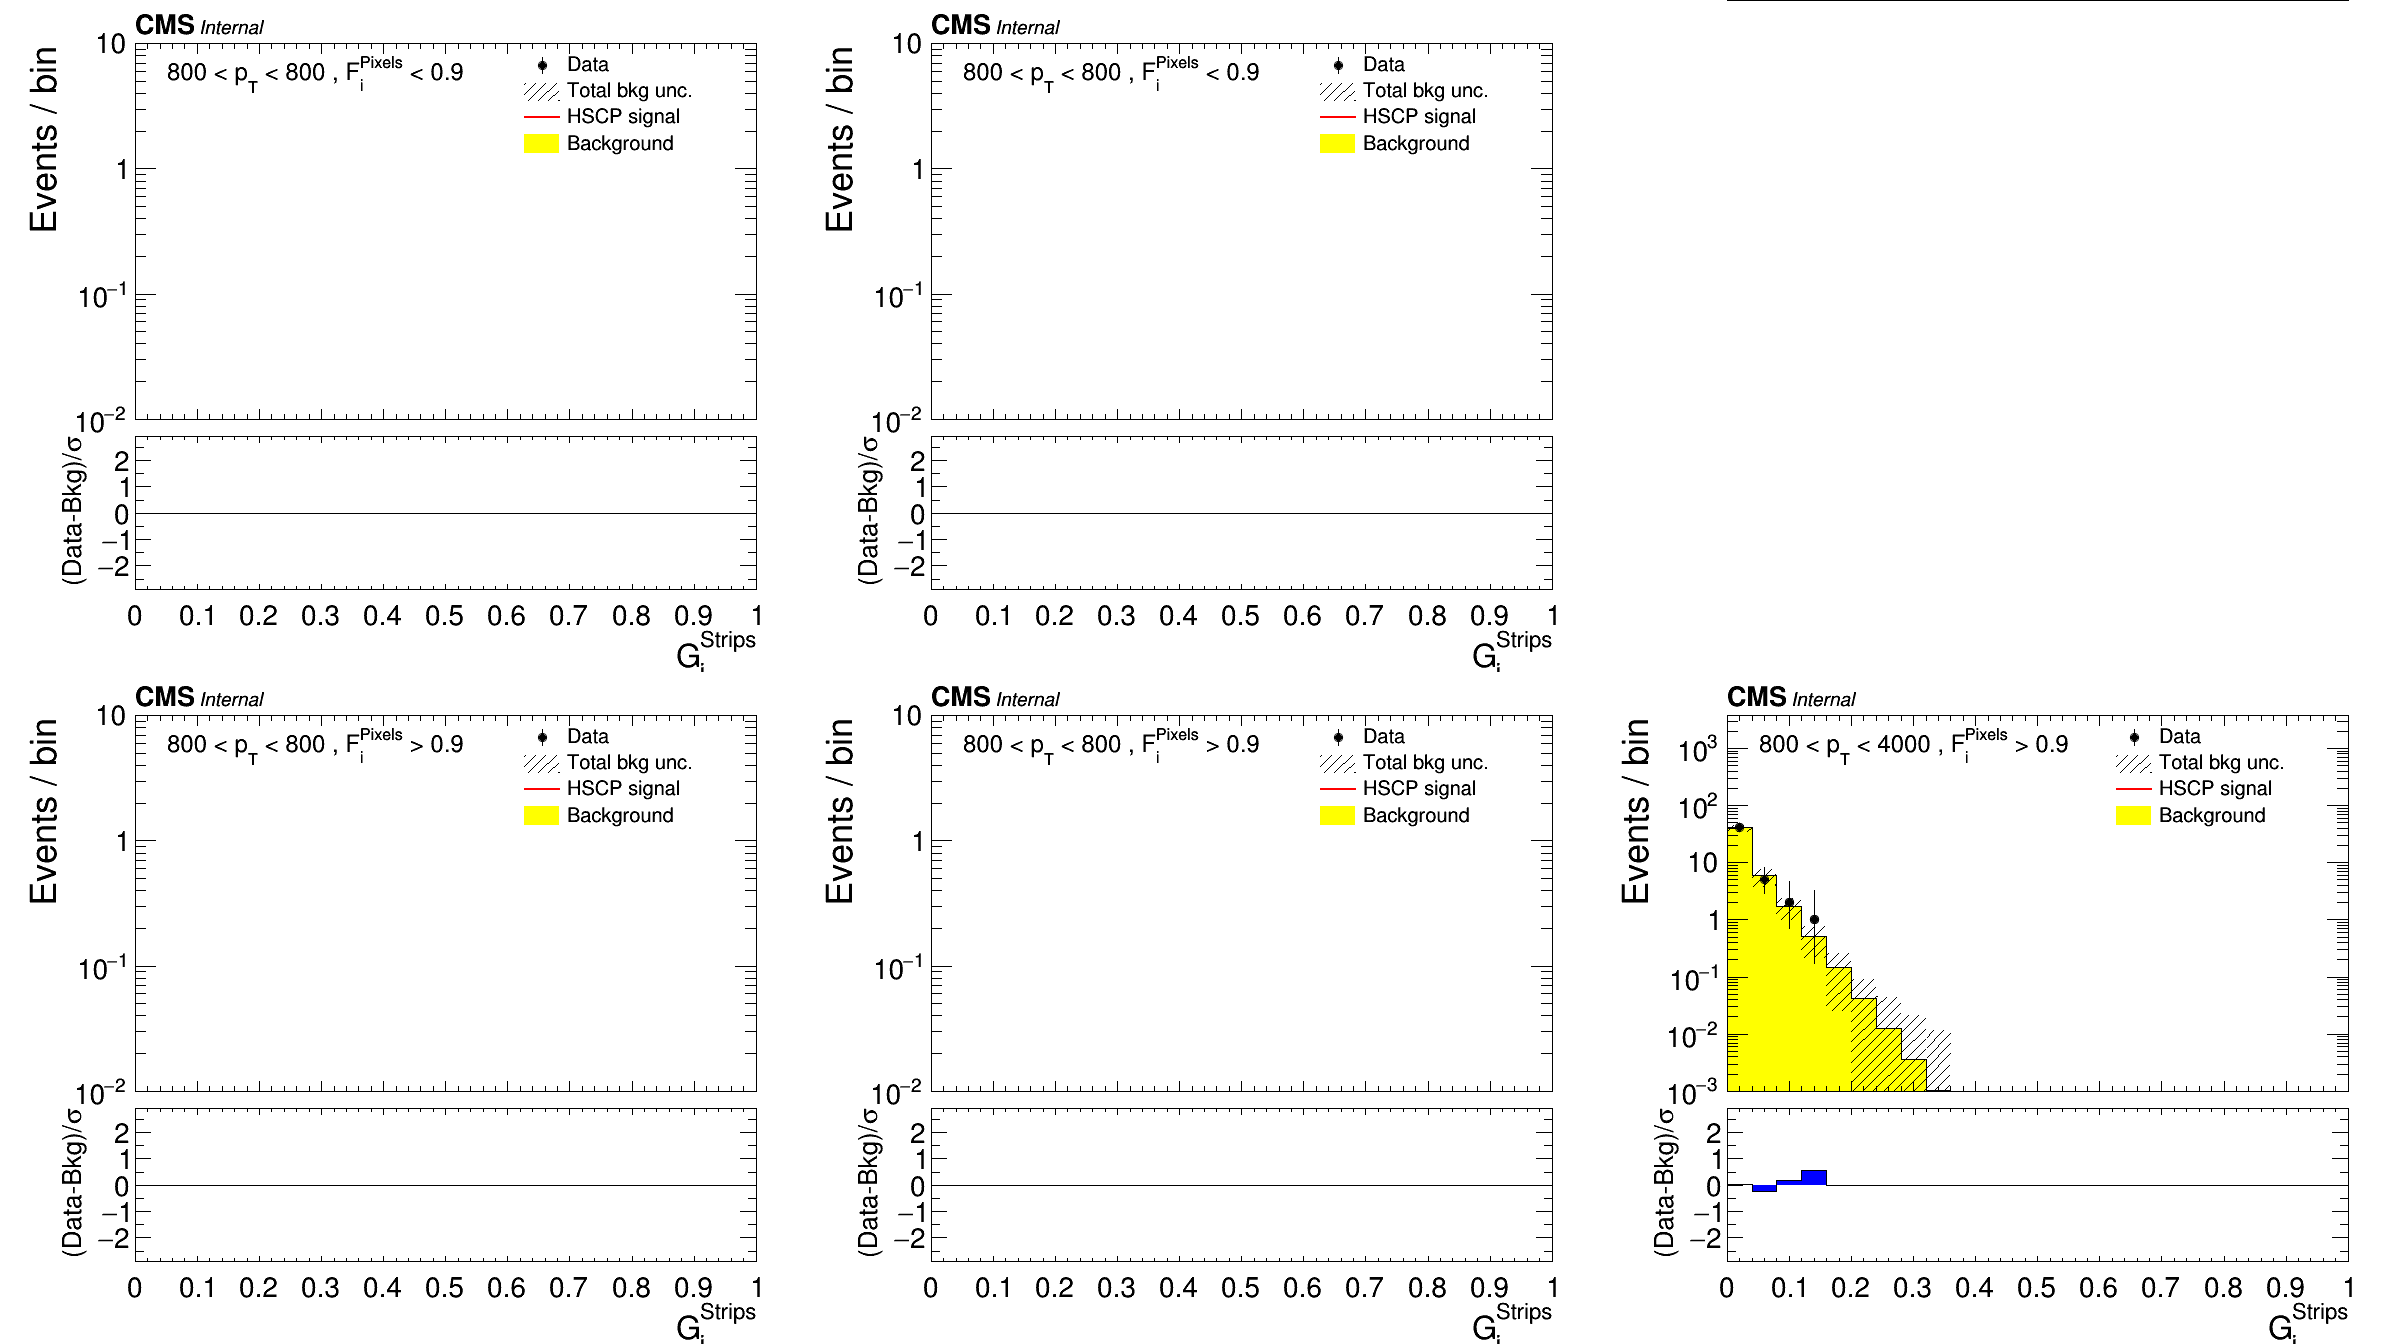 CMS Internal
Events / bin
10
1
10⁻¹
10⁻²
800 < p_T < 800 , F_i^Pixels < 0.9
Data
Total bkg unc.
HSCP signal
Background
(Data-Bkg)/σ
2
1
0
−1
−2
0 0.1 0.2 0.3 0.4 0.5 0.6 0.7 0.8 0.9 1
G_i^Strips
CMS Internal
Events / bin
10
1
10⁻¹
10⁻²
800 < p_T < 800 , F_i^Pixels < 0.9
Data
Total bkg unc.
HSCP signal
Background
(Data-Bkg)/σ
2
1
0
−1
−2
0 0.1 0.2 0.3 0.4 0.5 0.6 0.7 0.8 0.9 1
G_i^Strips
CMS Internal
Events / bin
10
1
10⁻¹
10⁻²
800 < p_T < 800 , F_i^Pixels > 0.9
Data
Total bkg unc.
HSCP signal
Background
(Data-Bkg)/σ
2
1
0
−1
−2
0 0.1 0.2 0.3 0.4 0.5 0.6 0.7 0.8 0.9 1
G_i^Strips
CMS Internal
Events / bin
10
1
10⁻¹
10⁻²
800 < p_T < 800 , F_i^Pixels > 0.9
Data
Total bkg unc.
HSCP signal
Background
(Data-Bkg)/σ
2
1
0
−1
−2
0 0.1 0.2 0.3 0.4 0.5 0.6 0.7 0.8 0.9 1
G_i^Strips
CMS Internal
Events / bin
10³
10²
10
1
10⁻¹
10⁻²
10⁻³
800 < p_T < 4000 , F_i^Pixels > 0.9
Data
Total bkg unc.
HSCP signal
Background
(Data-Bkg)/σ
2
1
0
−1
−2
0 0.1 0.2 0.3 0.4 0.5 0.6 0.7 0.8 0.9 1
G_i^Strips